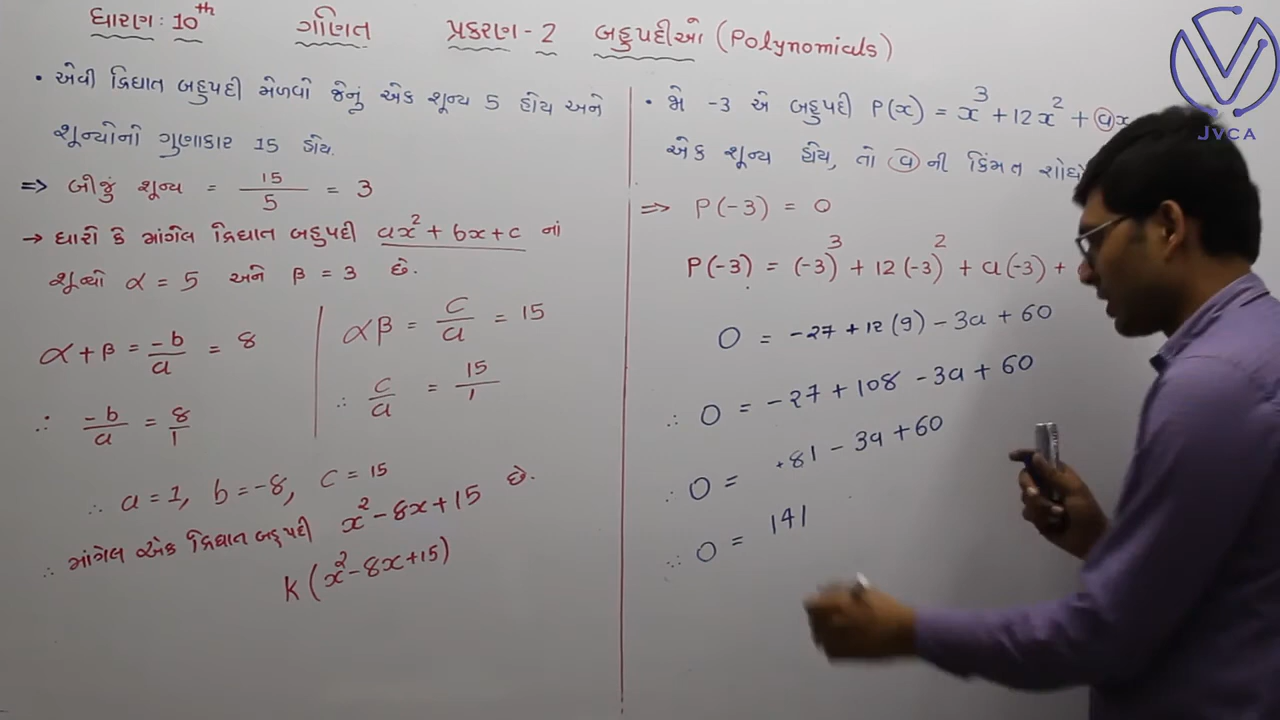 ધોરણ : 10th ગણિત પ્રકરણ - 2 બહુપદીઓ (Polynomials)
• એવી દ્વિઘાત બહુપદી મેળવો જેનું એક શૂન્ય 5 હોય અને
શૂન્યોનો ગુણાકાર 15 હોય.
=> બીજું શૂન્ય = 15/5 = 3
→ ધારો કે માંગેલ દ્વિઘાત બહુપદી ax² + bx + c નાં
શૂન્યો α = 5 અને β = 3 છે.
α + β = -b/a = 8
∴ -b/a = 8/1
αβ = c/a = 15
∴ c/a = 15/1
∴ a = 1, b = -8, c = 15
∴ માંગેલ એક દ્વિઘાત બહુપદી x² - 8x + 15 છે.
k(x² - 8x + 15)
• જો -3 એ બહુપદી P(x) = x³ + 12x² + ax
એક શૂન્ય હોય, તો a ની કિંમત શોધો
=> P(-3) = 0
P(-3) = (-3)³ + 12(-3)² + a(-3) +
0 = -27 + 12(9) - 3a + 60
∴ 0 = -27 + 108 - 3a + 60
∴ 0 = +81 - 3a + 60
∴ 0 = 141
JVCA